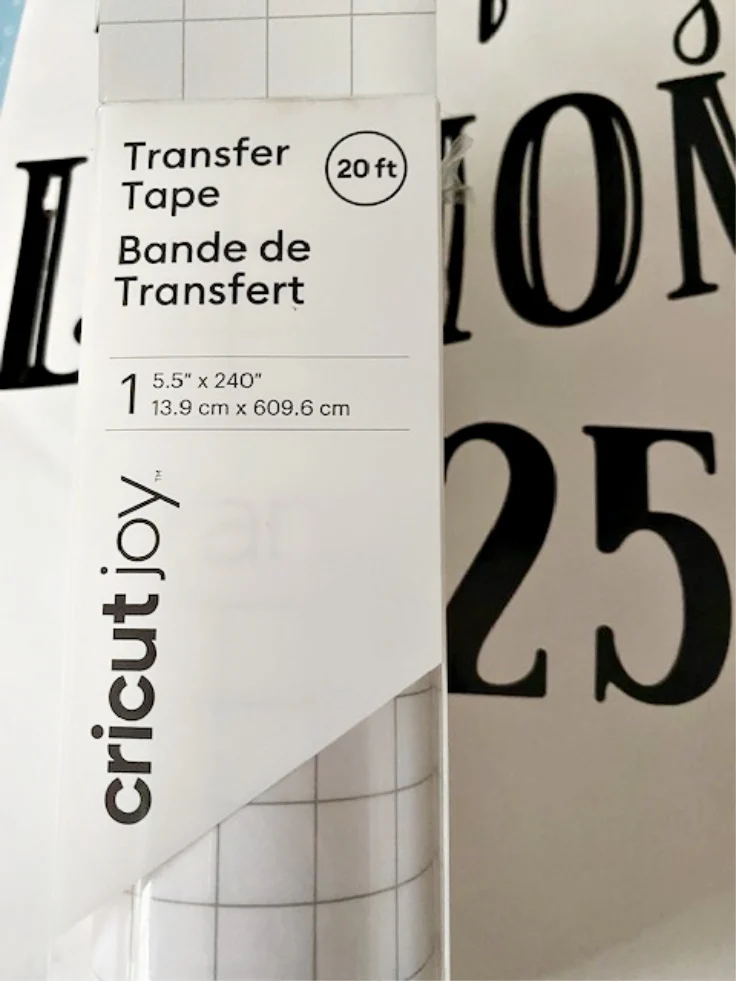 Transfer
Tape
20 ft
Bande de
Transfert
1
5.5" x 240"
13.9 cm x 609.6 cm
cricut joy™
25